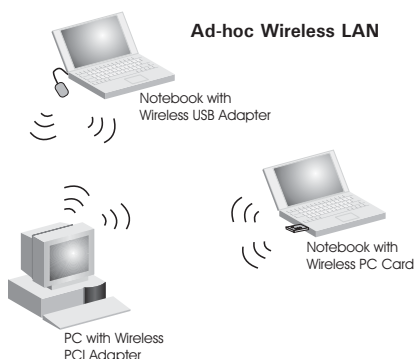 Ad-hoc Wireless LAN
Notebook with
Wireless USB Adapter
Notebook with
Wireless PC Card
PC with Wireless
PCI Adapter